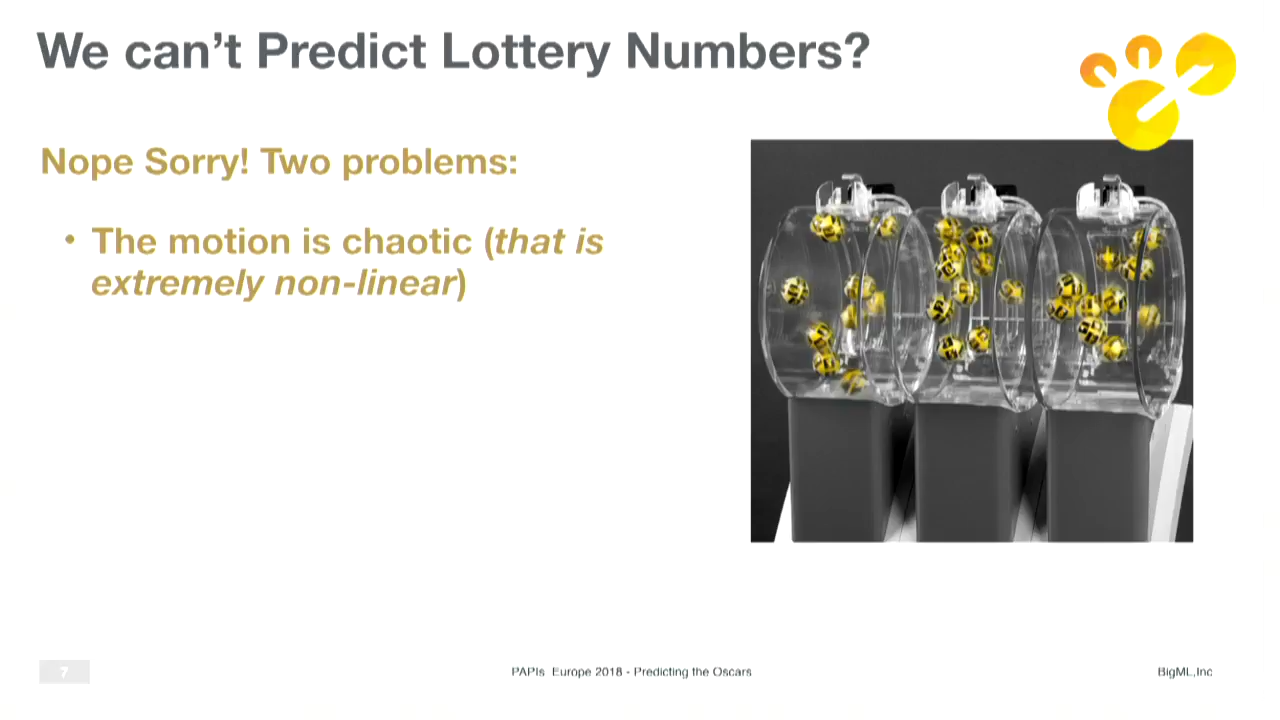 We can't Predict Lottery Numbers?
Nope Sorry! Two problems:
• The motion is chaotic (that is
extremely non-linear)
7
PAPIs Europe 2018 - Predicting the Oscars
BigML,Inc